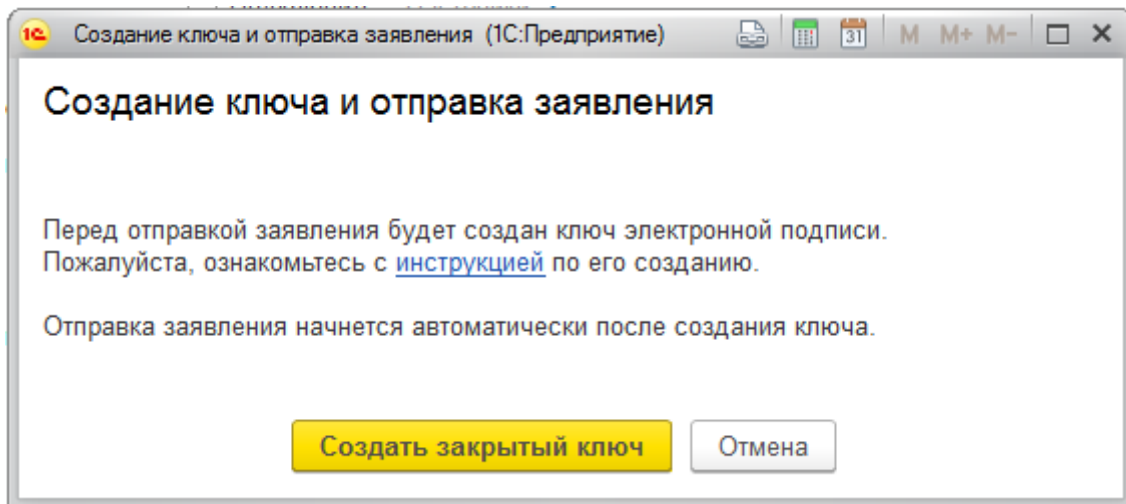 1С Создание ключа и отправка заявления (1С:Предприятие) 31 M M+ M-
Создание ключа и отправка заявления
Перед отправкой заявления будет создан ключ электронной подписи.
Пожалуйста, ознакомьтесь с инструкцией по его созданию.
Отправка заявления начнется автоматически после создания ключа.
Создать закрытый ключ Отмена